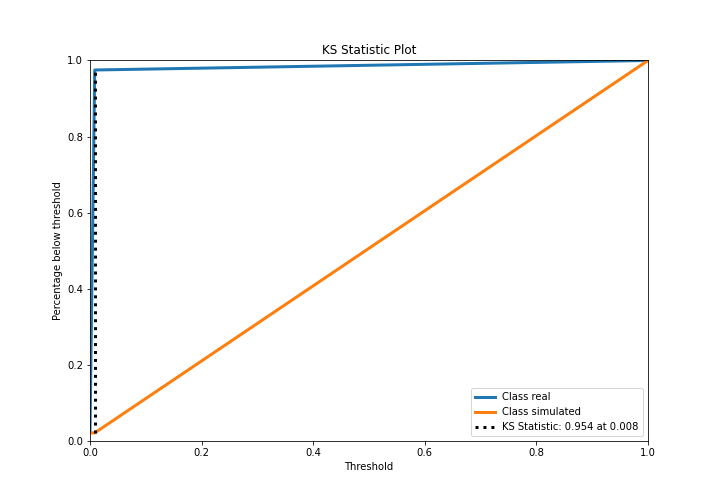 KS Statistic Plot
1.0
0.8
0.6
0.4
0.2
0.0
Percentage below threshold
0.0 0.2 0.4 0.6 0.8 1.0
Threshold
Class real
Class simulated
KS Statistic: 0.954 at 0.008